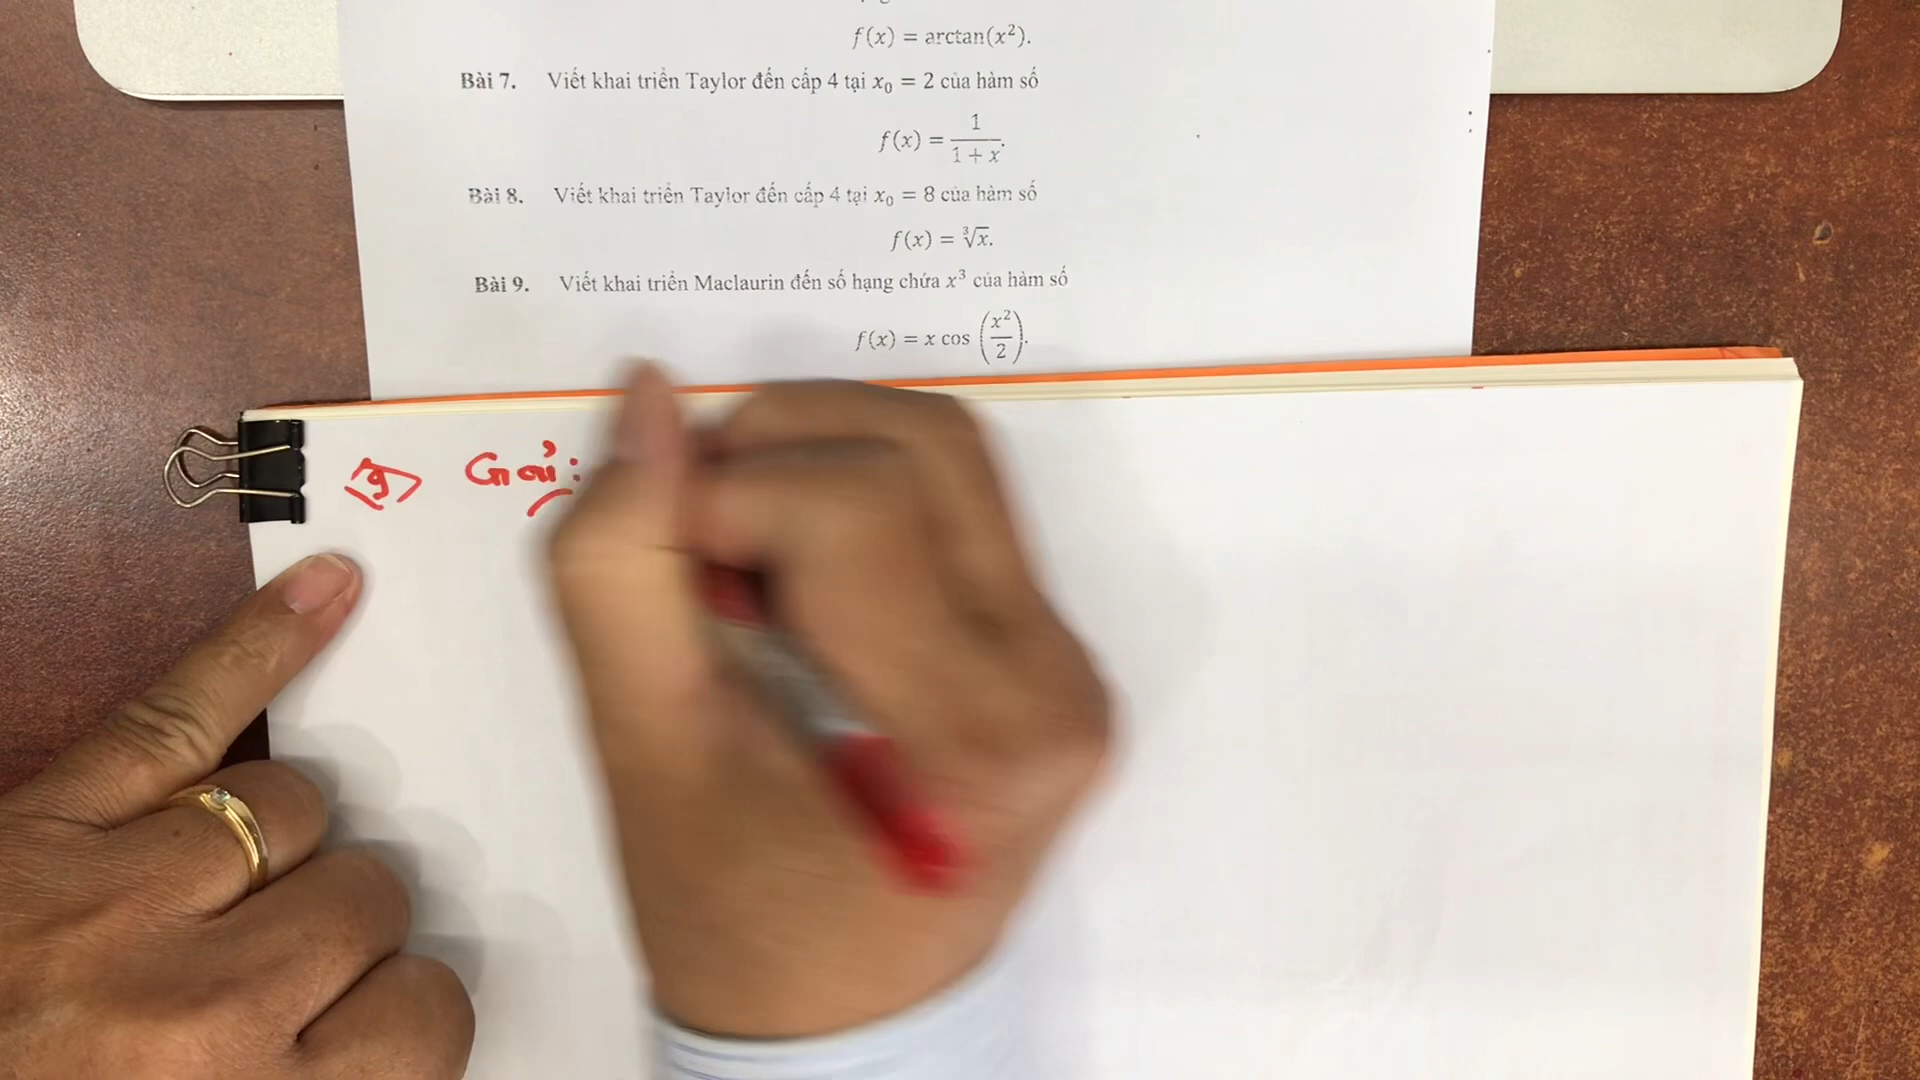 f(x) = arctan(x²).
Bài 7. Viết khai triển Taylor đến cấp 4 tại x₀ = 2 của hàm số
f(x) = 1/(1 + x).
Bài 8. Viết khai triển Taylor đến cấp 4 tại x₀ = 8 của hàm số
f(x) = ∛x.
Bài 9. Viết khai triển Maclaurin đến số hạng chứa x³ của hàm số
f(x) = x cos (x²/2).
9 Giải: